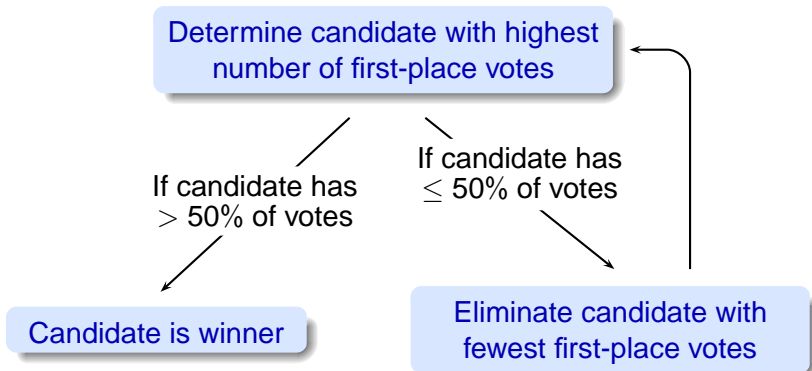 Determine candidate with highest
number of first-place votes
If candidate has
> 50% of votes
If candidate has
≤ 50% of votes
Candidate is winner
Eliminate candidate with
fewest first-place votes